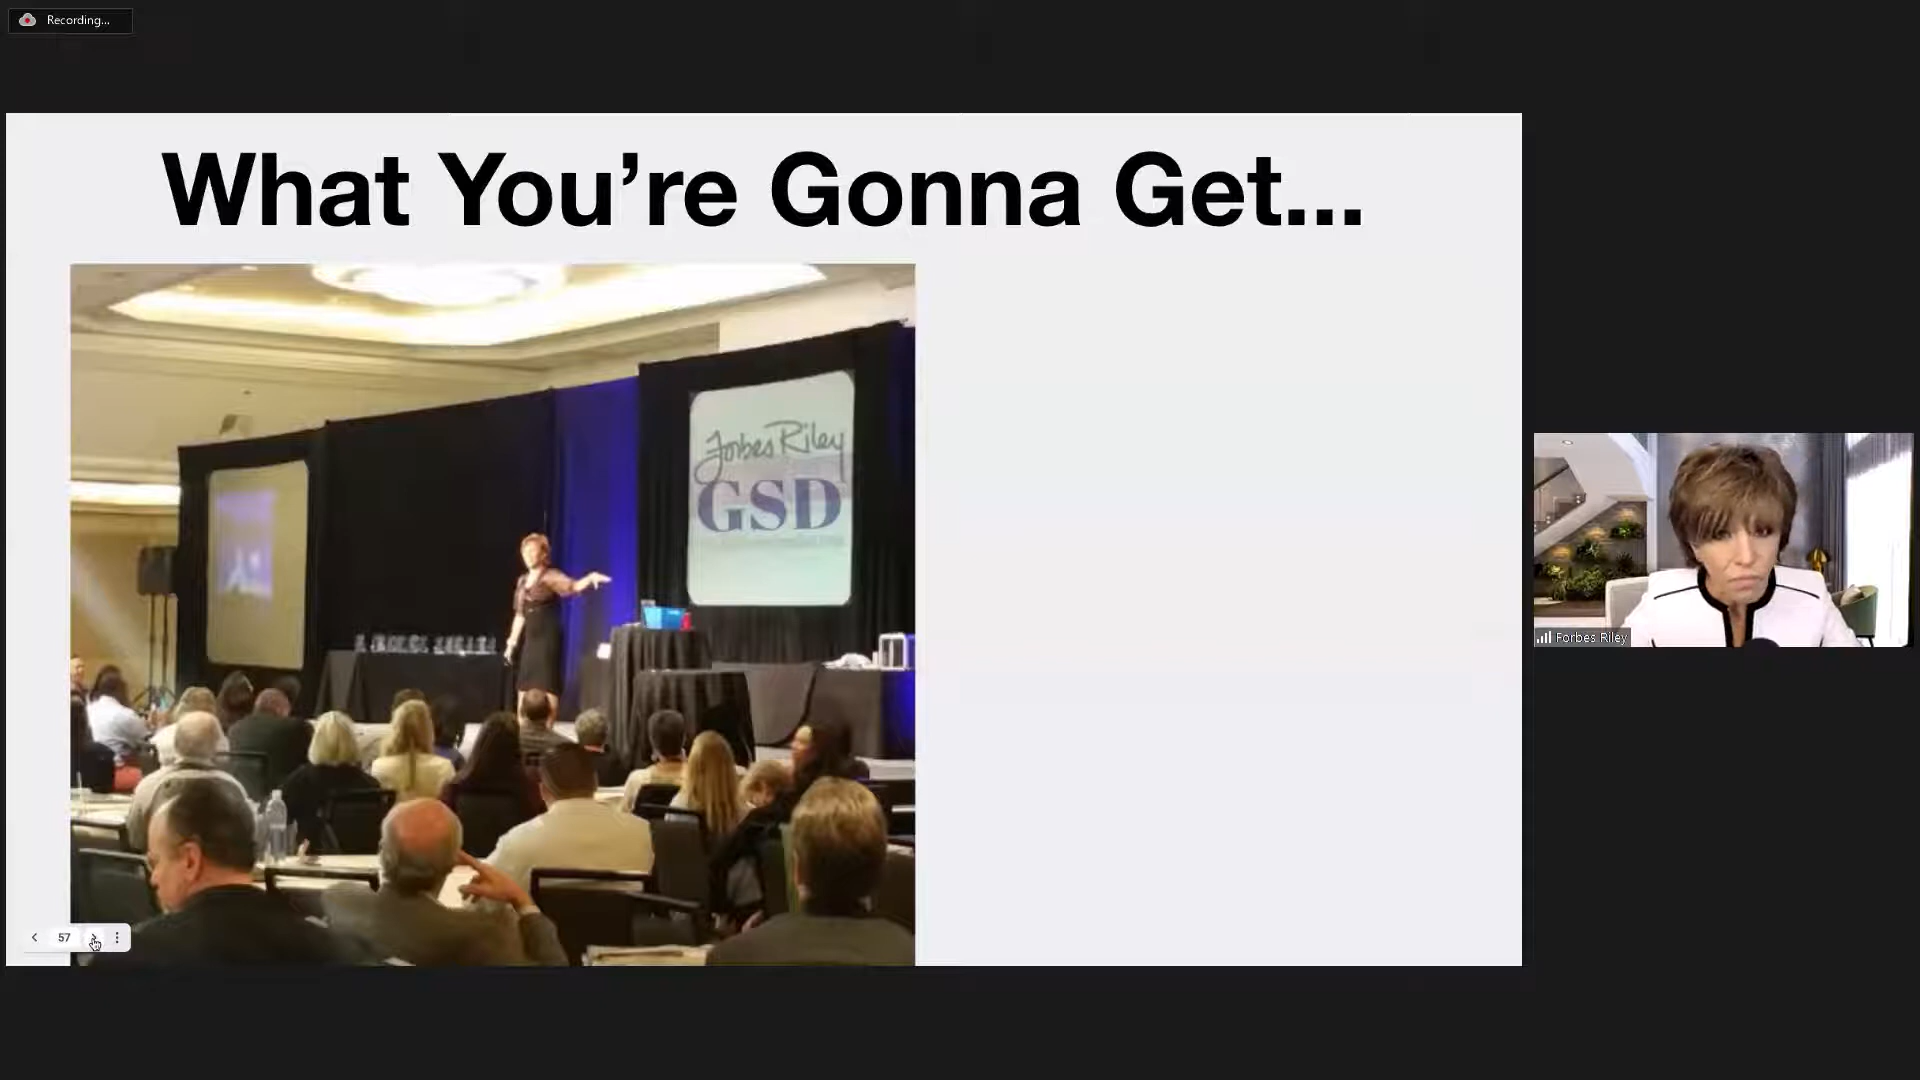 Recording...
What You’re Gonna Get...
Forbes Riley
GSD
Forbes Riley
57